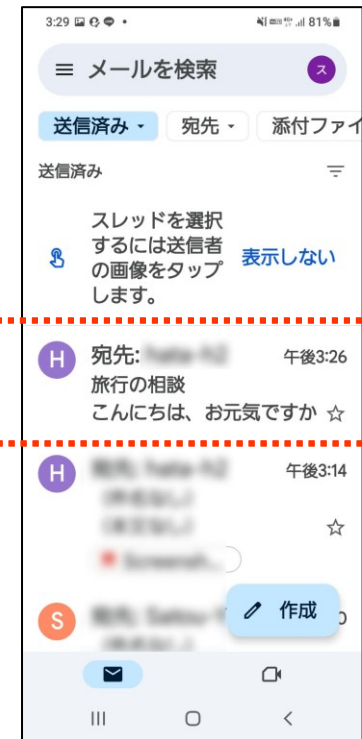 3:29
81%
メールを検索
ス
送信済み
宛先
添付ファイ
送信済み
スレッドを選択
するには送信者
の画像をタップ
します。
表示しない
H
宛先:
午後3:26
旅行の相談
こんにちは、お元気ですか
H
午後3:14
S
作成